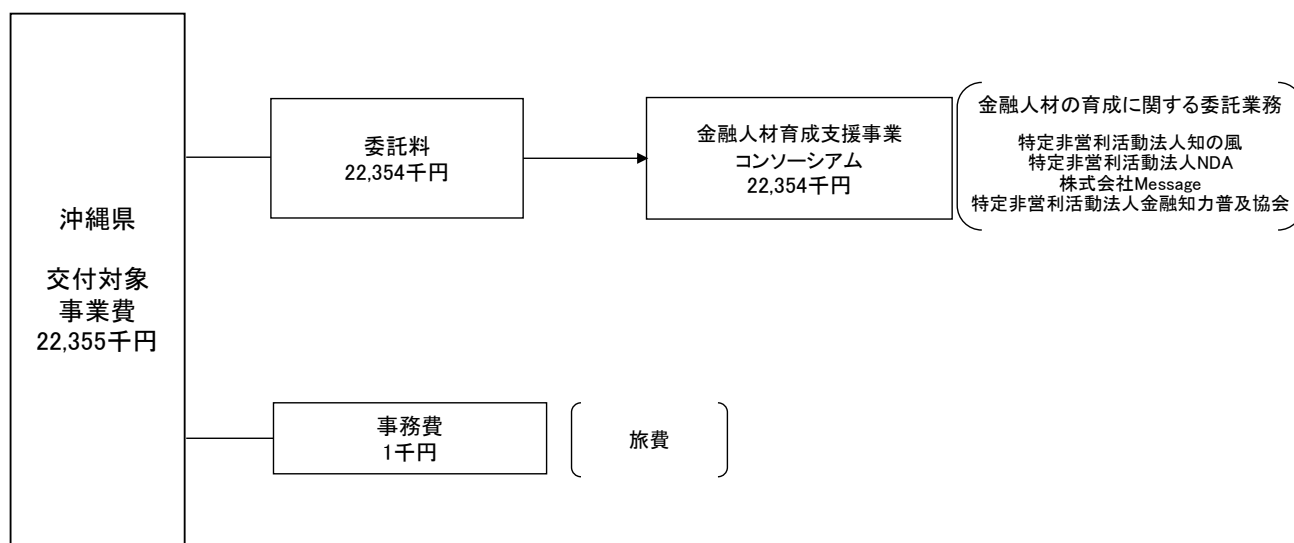 沖縄県
交付対象
事業費
22,355千円
委託料
22,354千円
金融人材育成支援事業
コンソーシアム
22,354千円
金融人材の育成に関する委託業務
特定非営利活動法人知の風
特定非営利活動法人NDA
株式会社Message
特定非営利活動法人金融知力普及協会
事務費
1千円
旅費